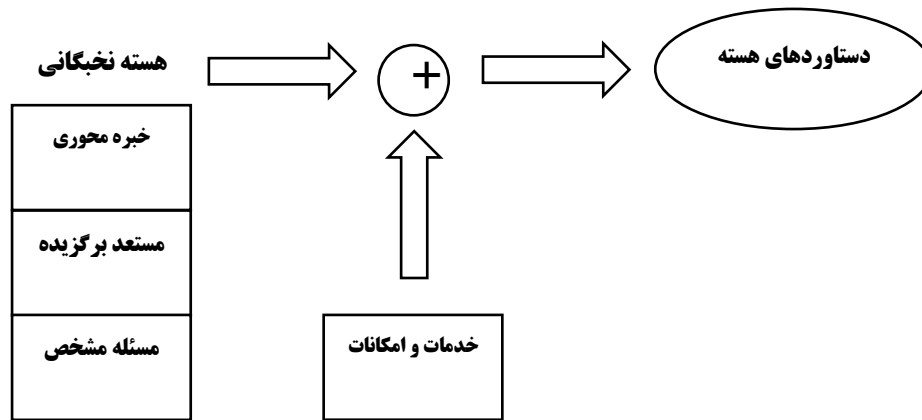 دستاوردهای هسته
+
هسته نخبگانی
خبره محوری
مستعد برگزیده
مسئله مشخص
خدمات و امکانات